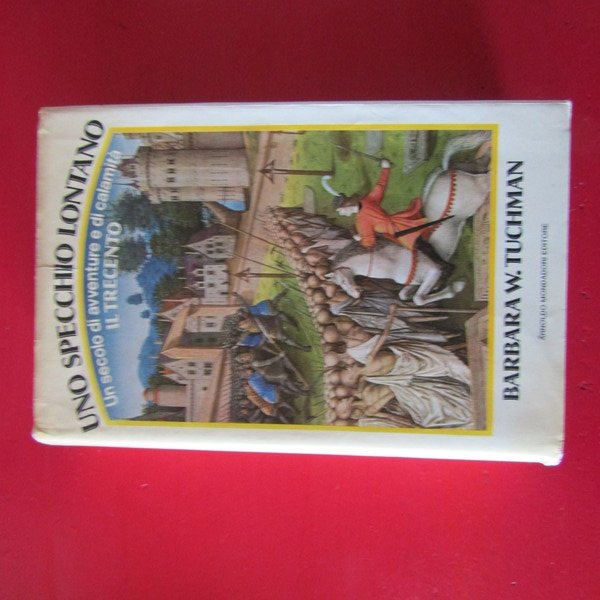 UNO SPECCHIO LONTANO
Un secolo di avventure e di calamità
IL TRECENTO
BARBARA W. TUCHMAN
ARNOLDO MONDADORI EDITORE